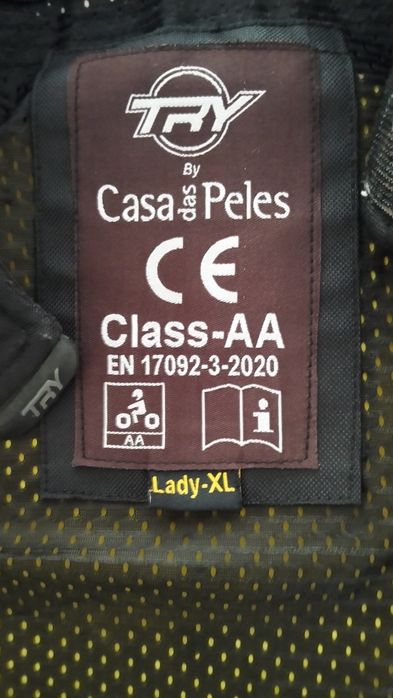 TRY
By
Casa das Peles
CE
Class-AA
EN 17092-3-2020
AA
i
Lady-XL
TRY